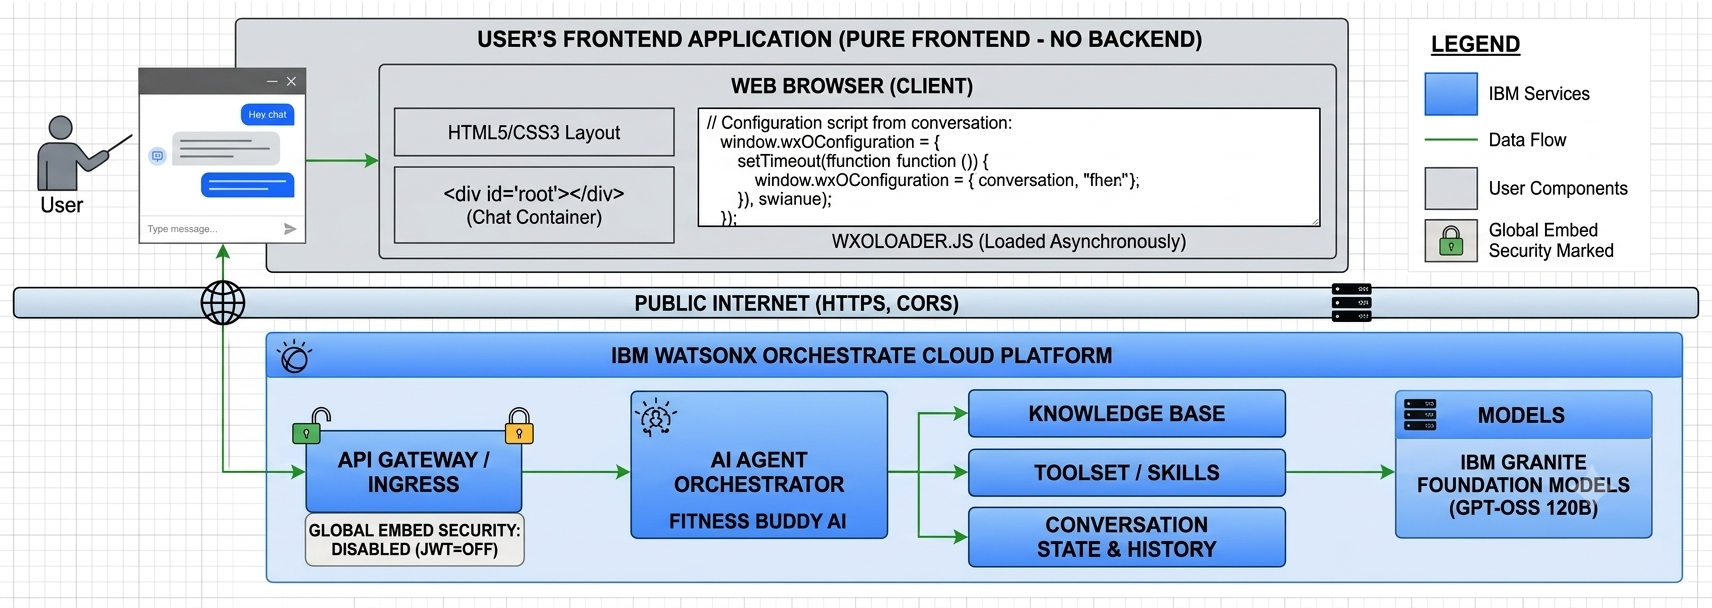 USER'S FRONTEND APPLICATION (PURE FRONTEND - NO BACKEND)
WEB BROWSER (CLIENT)
HTML5/CSS3 Layout
<div id='root'></div>
(Chat Container)
// Configuration script from conversation:
window.wxOConfiguration = {
setTimeout(ffunction function ()) {
window.wxOConfiguration = { conversation, "fher"};
}), swianue);
});
WXOLOADER.JS (Loaded Asynchronously)
Hey chat
Type message...
User
LEGEND
IBM Services
Data Flow
User Components
Global Embed
Security Marked
PUBLIC INTERNET (HTTPS, CORS)
IBM WATSONX ORCHESTRATE CLOUD PLATFORM
API GATEWAY /
INGRESS
GLOBAL EMBED SECURITY:
DISABLED (JWT=OFF)
AI AGENT
ORCHESTRATOR
FITNESS BUDDY AI
KNOWLEDGE BASE
TOOLSET / SKILLS
CONVERSATION
STATE & HISTORY
MODELS
IBM GRANITE
FOUNDATION MODELS
(GPT-OSS 120B)